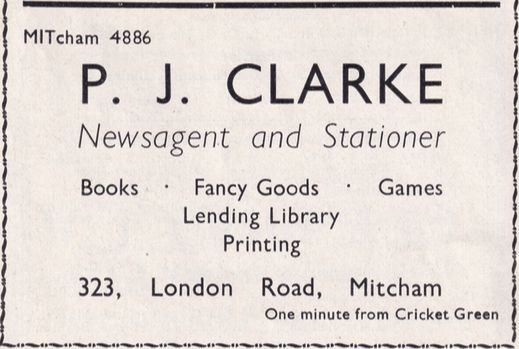 MITcham 4886
P. J. CLARKE
Newsagent and Stationer
Books · Fancy Goods · Games
Lending Library
Printing
323, London Road, Mitcham
One minute from Cricket Green